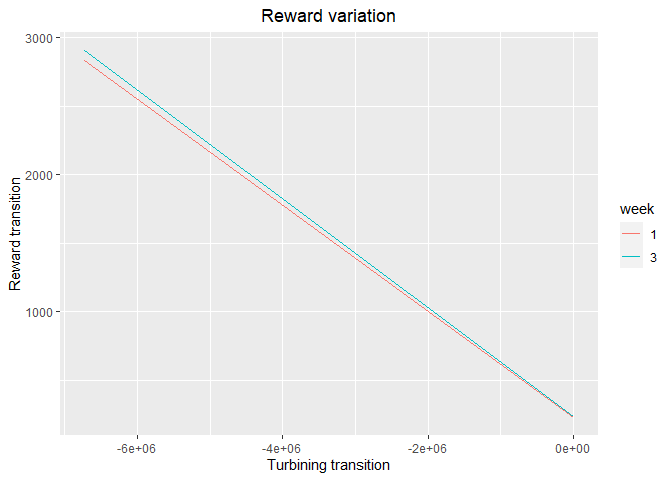 Reward variation
3000
2000
1000
Reward transition
-6e+06
-4e+06
-2e+06
0e+00
Turbining transition
week
1
3